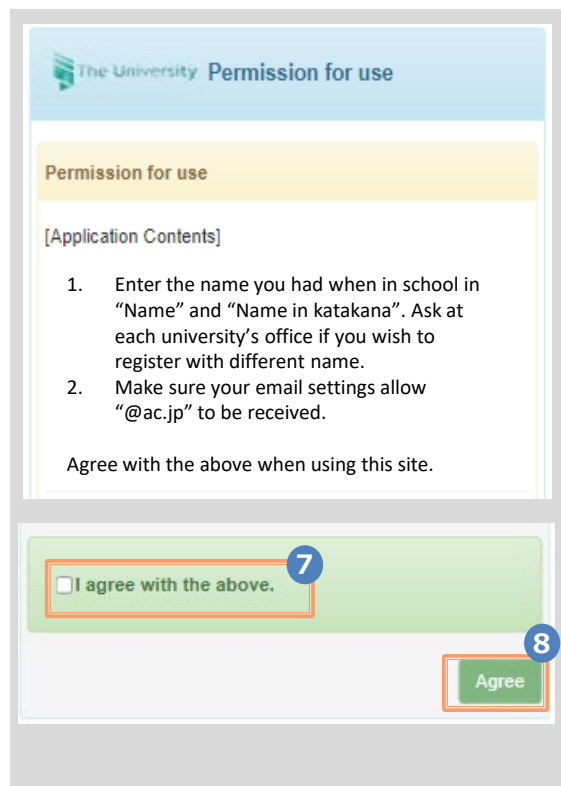 The University Permission for use
Permission for use
[Application Contents]
1. Enter the name you had when in school in
“Name” and “Name in katakana”. Ask at
each university’s office if you wish to
register with different name.
2. Make sure your email settings allow
“@ac.jp” to be received.
Agree with the above when using this site.
7
I agree with the above.
8
Agree